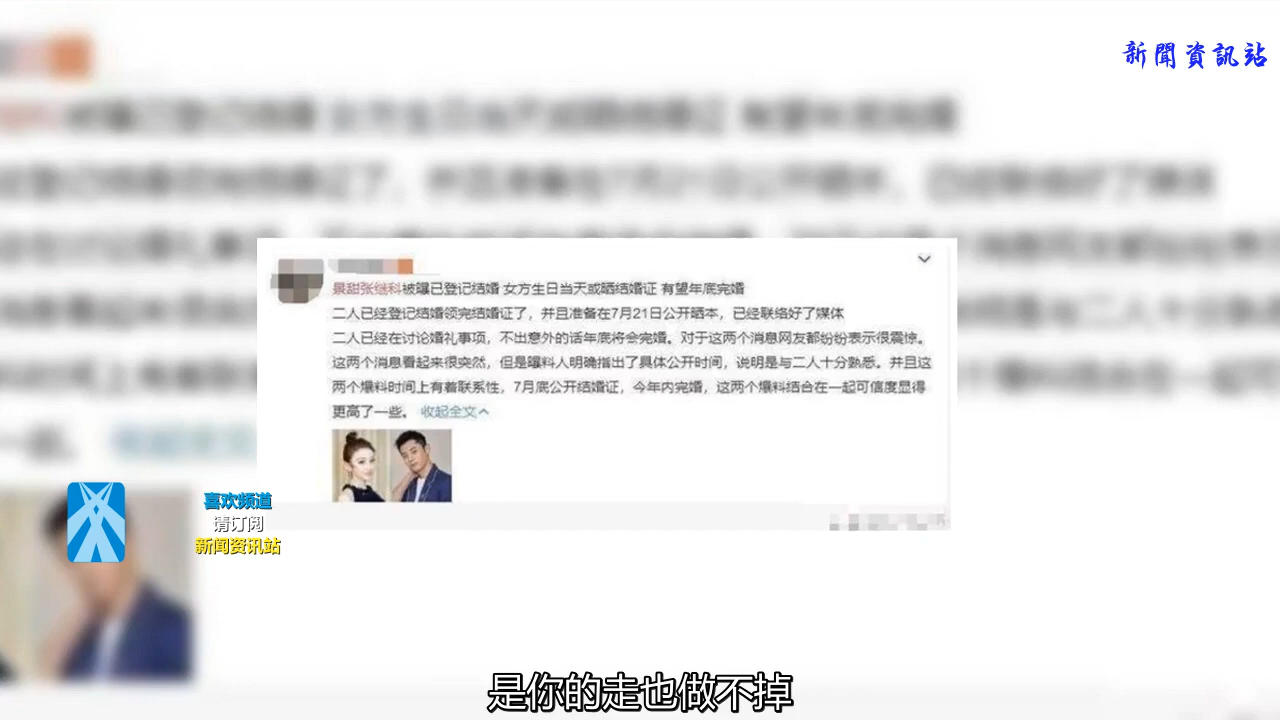 新聞資訊站
景甜张继科被曝已登记结婚 女方生日当天或晒结婚证 有望年底完婚
二人已经登记结婚领完结婚证了，并且准备在7月21日公开晒本，已经联络好了媒体
二人已经在讨论婚礼事项，不出意外的话年底将会完婚。对于这两个消息网友都纷纷表示很震惊。
这两个消息看起来很突然，但是曝料人明确指出了具体公开时间，说明是与二人十分熟悉。并且这
两个爆料时间上有着联系性，7月底公开结婚证，今年内完婚，这两个爆料结合在一起可信度显得
更高了一些。 收起全文
喜欢频道
请订阅
新闻资讯站
是你的走也做不掉